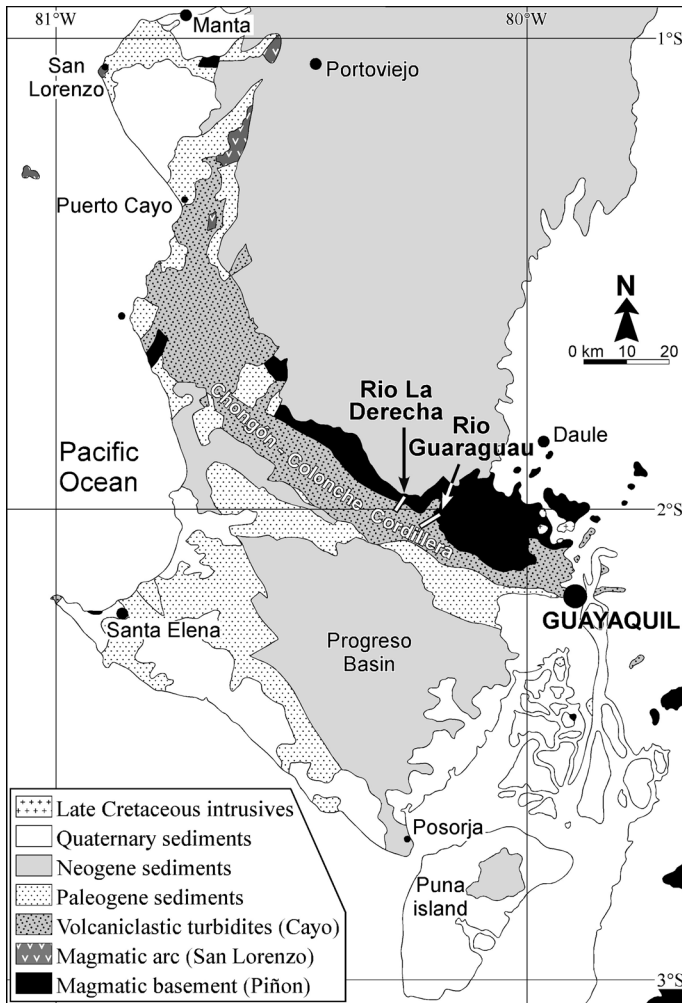 81°W
80°W
Manta
1°S
San
Lorenzo
Portoviejo
Puerto Cayo
N
0 km 10 20
Rio La
Derecha
Rio
Guaraguau
Daule
Chongon - Colonche Cordillera
Pacific
Ocean
2°S
Santa Elena
GUAYAQUIL
Progreso
Basin
Posorja
Puna
island
Late Cretaceous intrusives
Quaternary sediments
Neogene sediments
Paleogene sediments
Volcaniclastic turbidites (Cayo)
Magmatic arc (San Lorenzo)
Magmatic basement (Piñon)
3°S